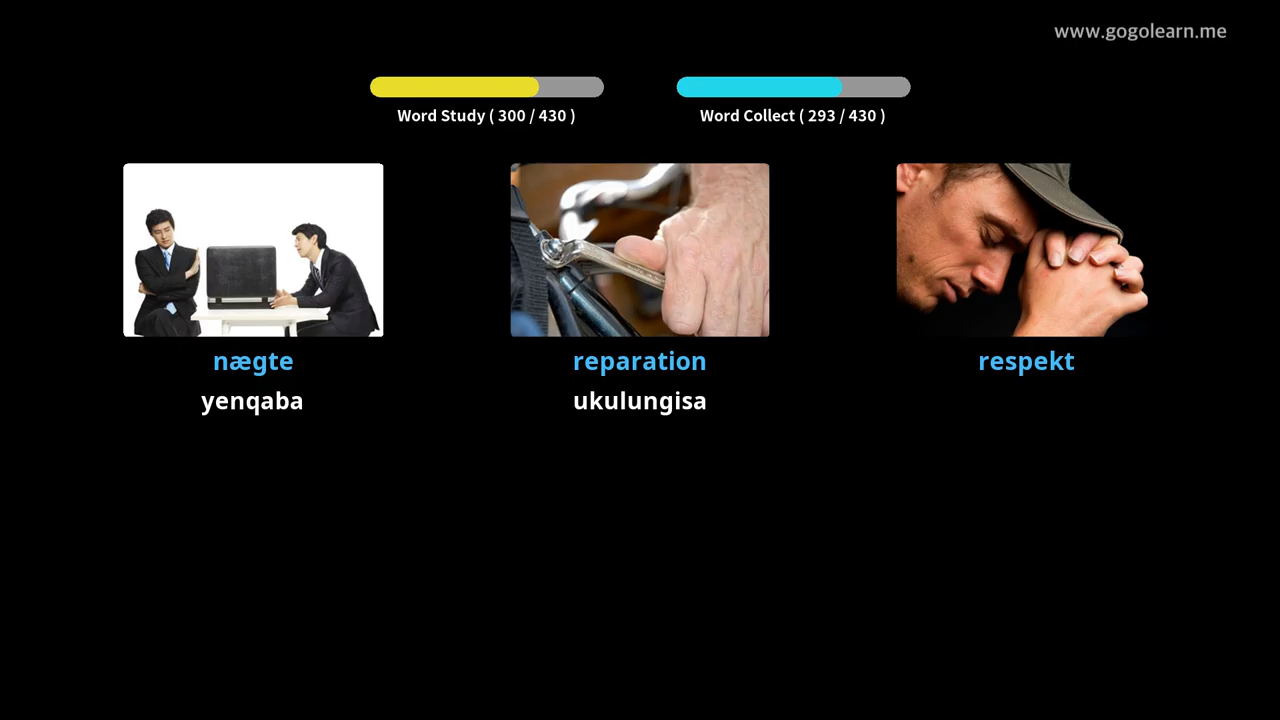 www.gogolearn.me
Word Study ( 300 / 430 )
Word Collect ( 293 / 430 )
nægte
reparation
respekt
yenqaba
ukulungisa